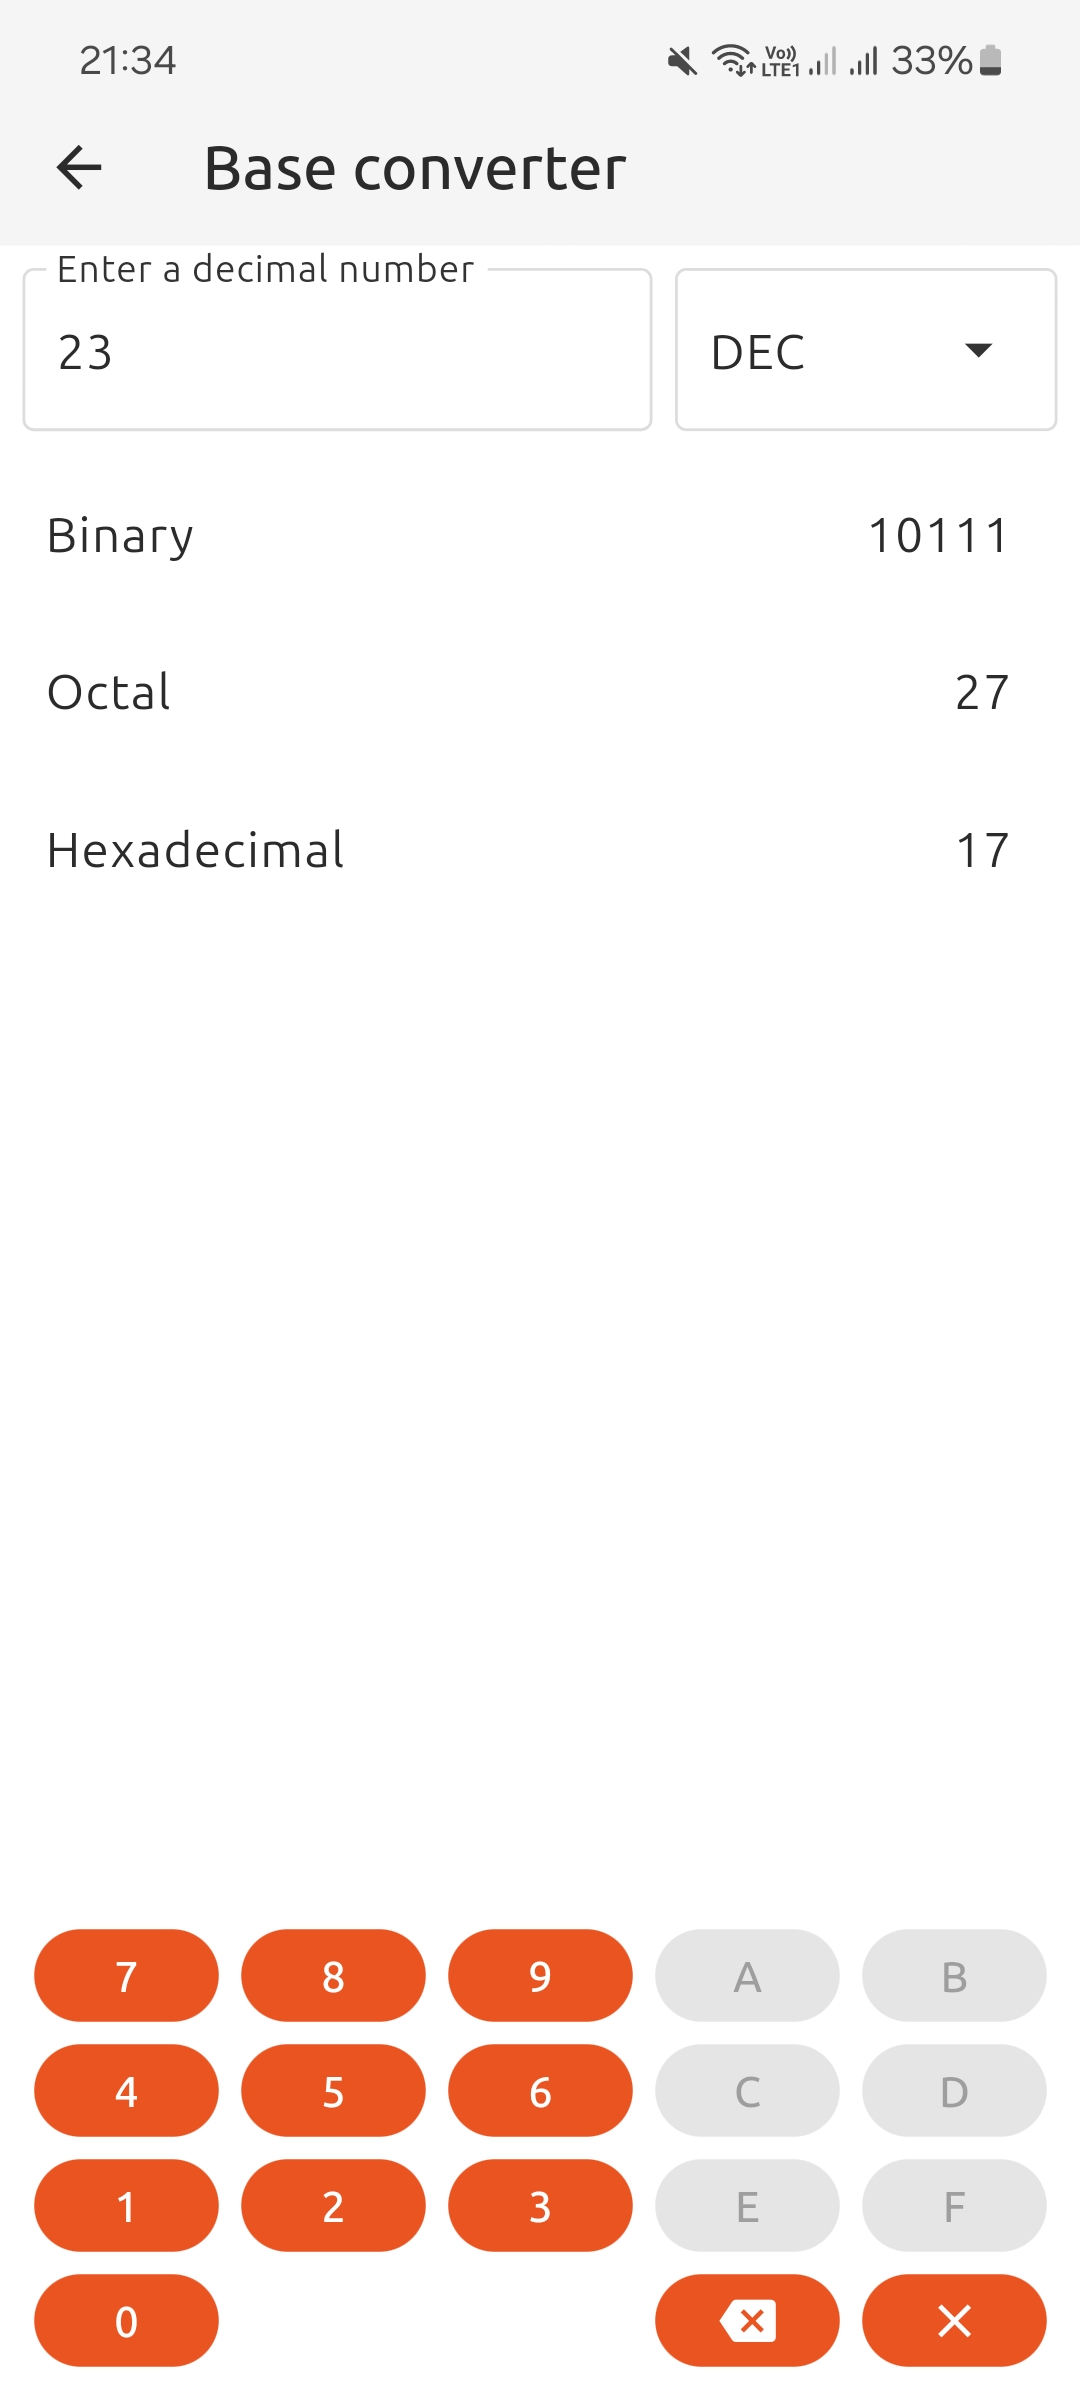 21:34 Vo)) LTE1 33%
Base converter
Enter a decimal number
23 DEC
Binary 10111
Octal 27
Hexadecimal 17
7 8 9 A B
4 5 6 C D
1 2 3 E F
0